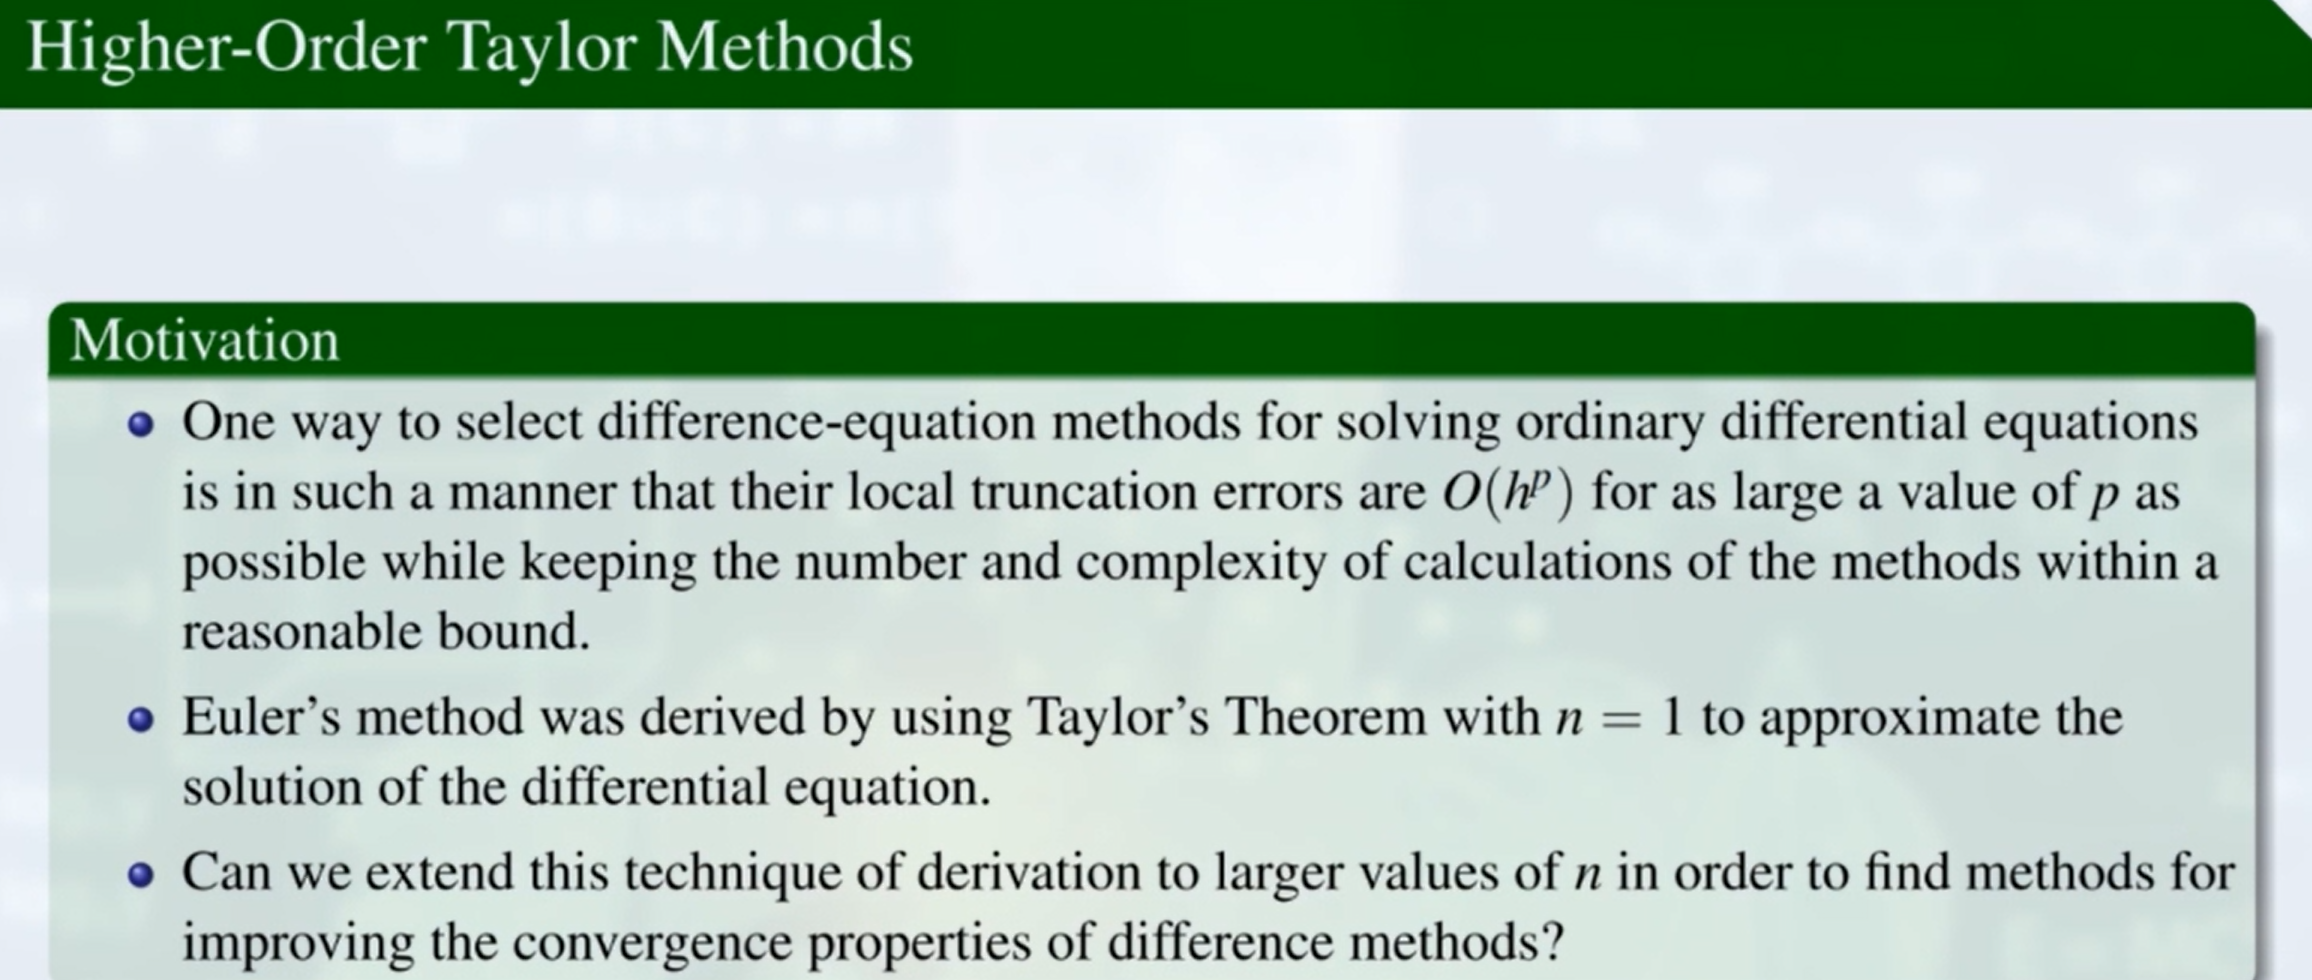 Higher-Order Taylor Methods
Motivation
One way to select difference-equation methods for solving ordinary differential equations
is in such a manner that their local truncation errors are O(hᵖ) for as large a value of p as
possible while keeping the number and complexity of calculations of the methods within a
reasonable bound.
Euler's method was derived by using Taylor's Theorem with n = 1 to approximate the
solution of the differential equation.
Can we extend this technique of derivation to larger values of n in order to find methods for
improving the convergence properties of difference methods?